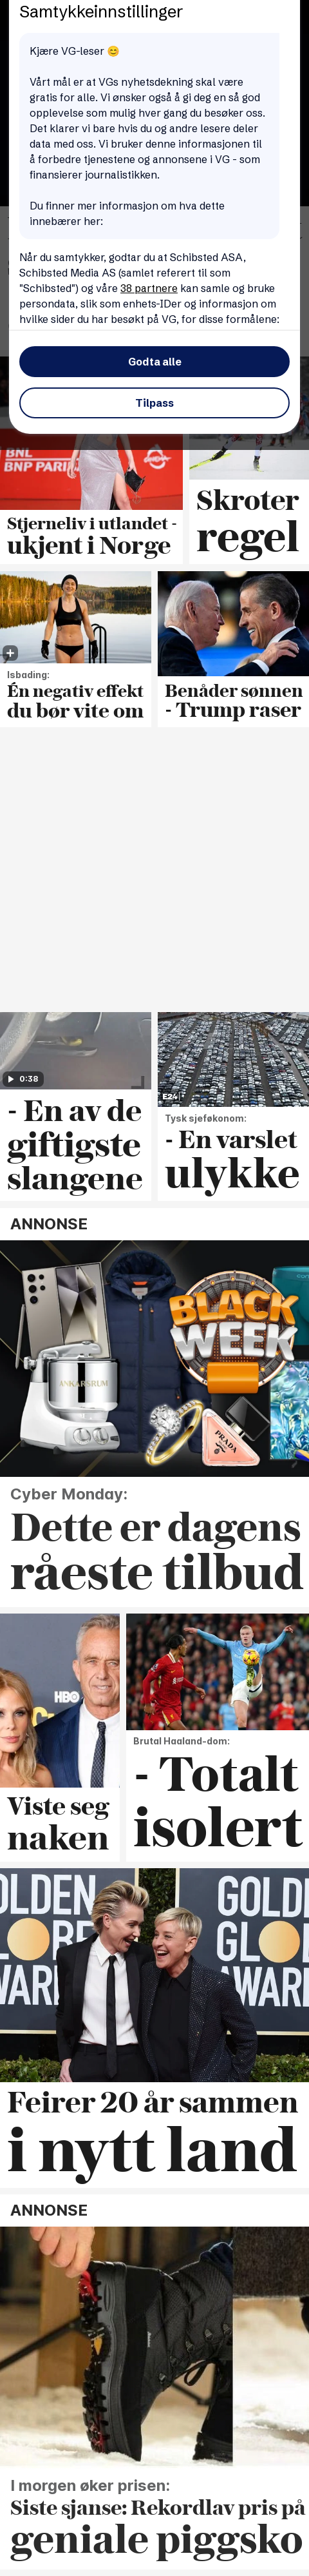 Samtykkeinnstillinger
Kjære VG-leser 😊
Vårt mål er at VGs nyhetsdekning skal være
gratis for alle. Vi ønsker også å gi deg en så god
opplevelse som mulig hver gang du besøker oss.
Det klarer vi bare hvis du og andre lesere deler
data med oss. Vi bruker denne informasjonen til
å forbedre tjenestene og annonsene i VG - som
finansierer journalistikken.
Du finner mer informasjon om hva dette
innebærer her:
Når du samtykker, godtar du at Schibsted ASA,
Schibsted Media AS (samlet referert til som
"Schibsted") og våre 38 partnere kan samle og bruke
persondata, slik som enhets-IDer og informasjon om
hvilke sider du har besøkt på VG, for disse formålene:
Godta alle
Tilpass
BNL
BNP PARI
Stjerneliv i utlandet -
ukjent i Norge
Skroter
regel
Isbading:
Én negativ effekt
du bør vite om
Benåder sønnen
- Trump raser
0:38
- En av de
giftigste
slangene
E24
Tysk sjeføkonom:
- En varslet
ulykke
ANNONSE
BLACK
WEEK
ANKARSRUM
PRADA
Cyber Monday:
Dette er dagens
råeste tilbud
HBO
Viste seg
naken
Brutal Haaland-dom:
- Totalt
isolert
GOLDEN
GLOBE
AWAR
GOL
GLO
AWA
Feirer 20 år sammen
i nytt land
ANNONSE
I morgen øker prisen:
Siste sjanse: Rekordlav pris på
geniale piggsko